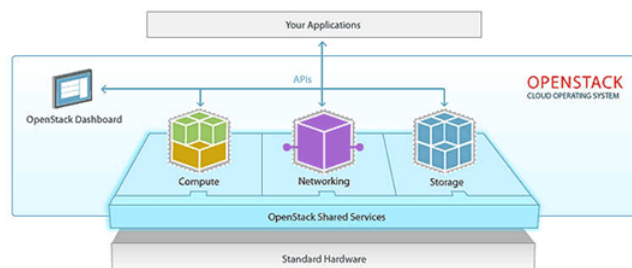 Your Applications
APIs
OPENSTACK
CLOUD OPERATING SYSTEM
OpenStack Dashboard
Compute
Networking
Storage
OpenStack Shared Services
Standard Hardware